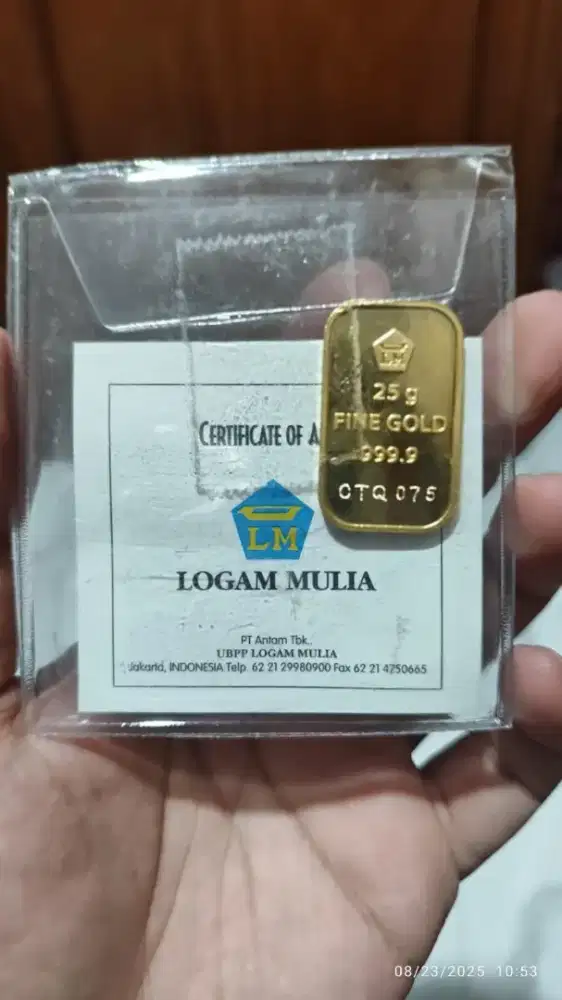 LM
25 g
FINE GOLD
999.9
CTQ 075
CERTIFICATE OF A
LM
LOGAM MULIA
PT Antam Tbk.
UBPP LOGAM MULIA
Jakarta, INDONESIA Telp. 62 21 29980900 Fax 62 21 4750665
08/23/2025 10:53